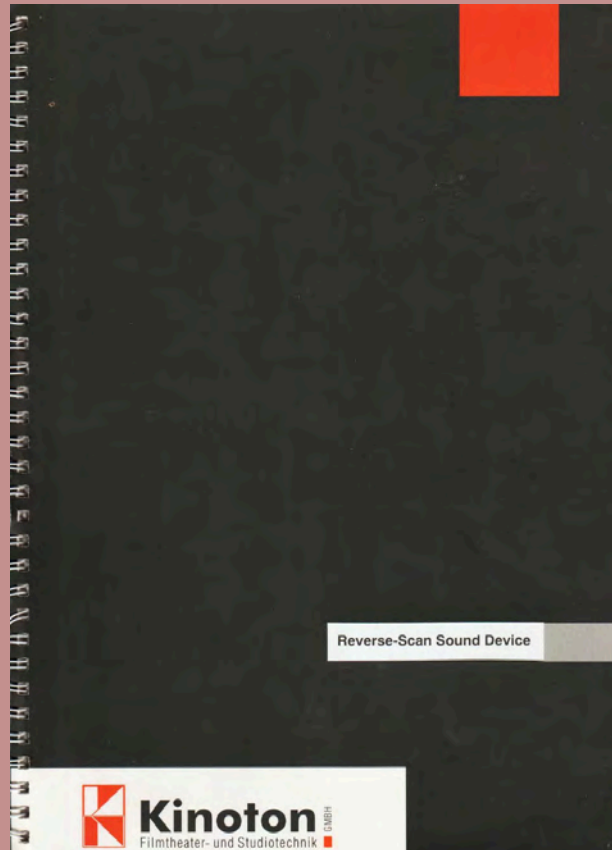 Reverse-Scan Sound Device
Kinoton
GMBH
Filmtheater- und Studiotechnik